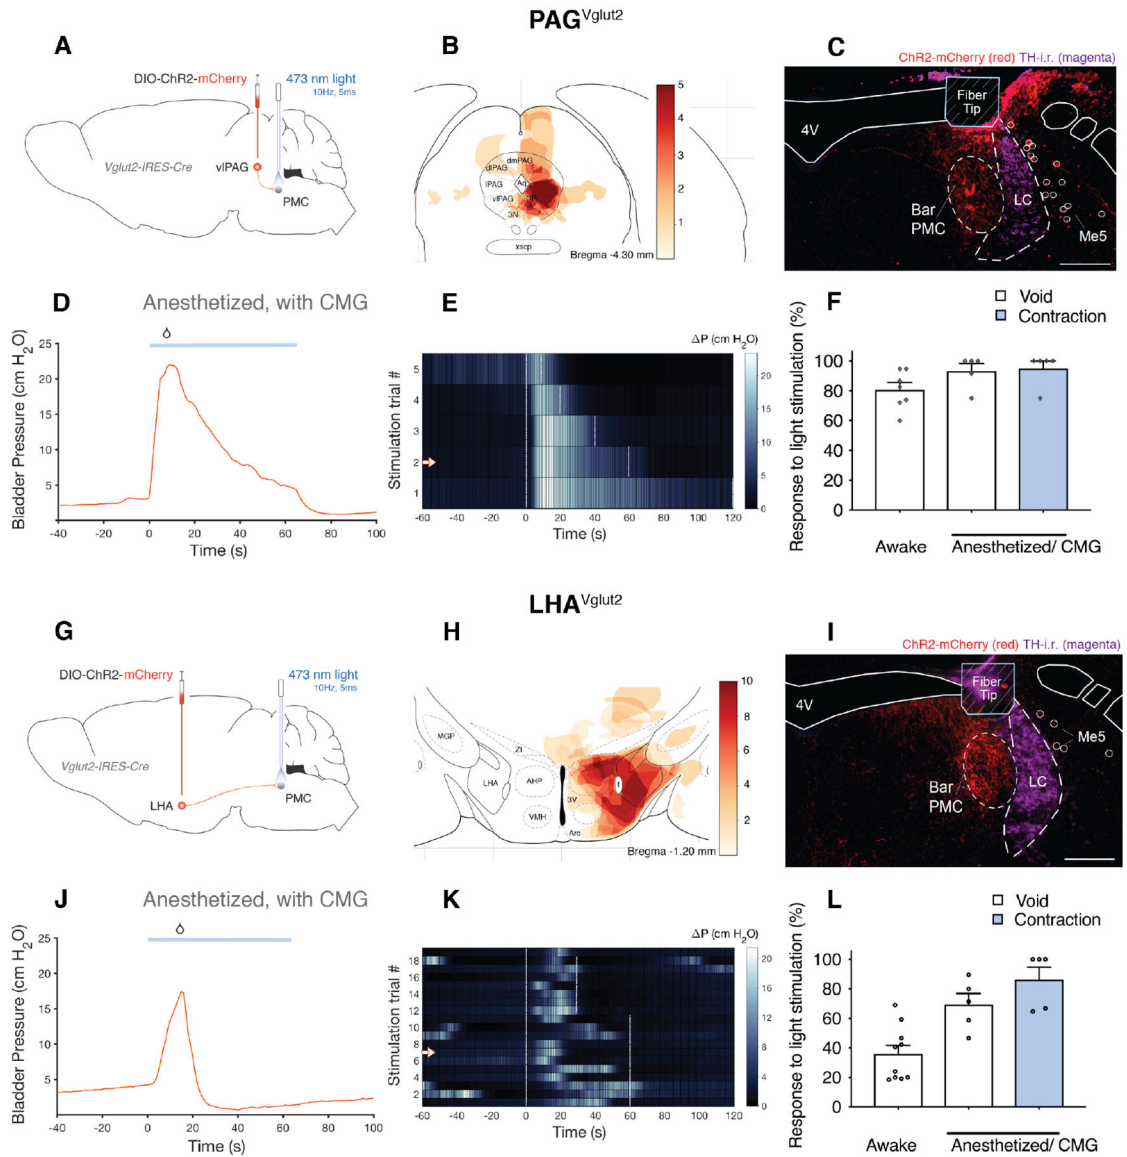 PAG Vglut2
A
DIO-ChR2-mCherry
473 nm light
10Hz, 5ms
Vglut2-IRES-Cre
vlPAG
PMC
B
dmPAG
dlPAG
lPAG
Aq
vlPAG
DR
3N
xscp
Bregma -4.30 mm
5
4
3
2
1
C
ChR2-mCherry (red) TH-i.r. (magenta)
Fiber
Tip
4V
Bar
PMC
LC
Me5
D
Anesthetized, with CMG
Bladder Pressure (cm H2O)
25
20
15
10
5
-40 -20 0 20 40 60 80 100
Time (s)
E
ΔP (cm H2O)
Stimulation trial #
5
4
3
2
1
-60 -40 -20 0 20 40 60 80 100 120
Time (s)
20
15
10
5
0
F
Void
Contraction
Response to light stimulation (%)
100
80
60
40
20
0
Awake
Anesthetized/ CMG
LHA Vglut2
G
DIO-ChR2-mCherry
473 nm light
10Hz, 5ms
Vglut2-IRES-Cre
LHA
PMC
H
MGP
ZI
LHA
AHP
f
3V
VMH
Arc
Bregma -1.20 mm
10
8
6
4
2
I
ChR2-mCherry (red) TH-i.r. (magenta)
Fiber
Tip
4V
Me5
Bar
PMC
LC
J
Anesthetized, with CMG
Bladder Pressure (cm H2O)
25
20
15
10
5
-40 -20 0 20 40 60 80 100
Time (s)
K
ΔP (cm H2O)
Stimulation trial #
18
16
14
12
10
8
6
4
2
-60 -40 -20 0 20 40 60 80 100 120
Time (s)
20
16
12
8
4
0
L
Void
Contraction
Response to light stimulation (%)
100
80
60
40
20
0
Awake
Anesthetized/ CMG